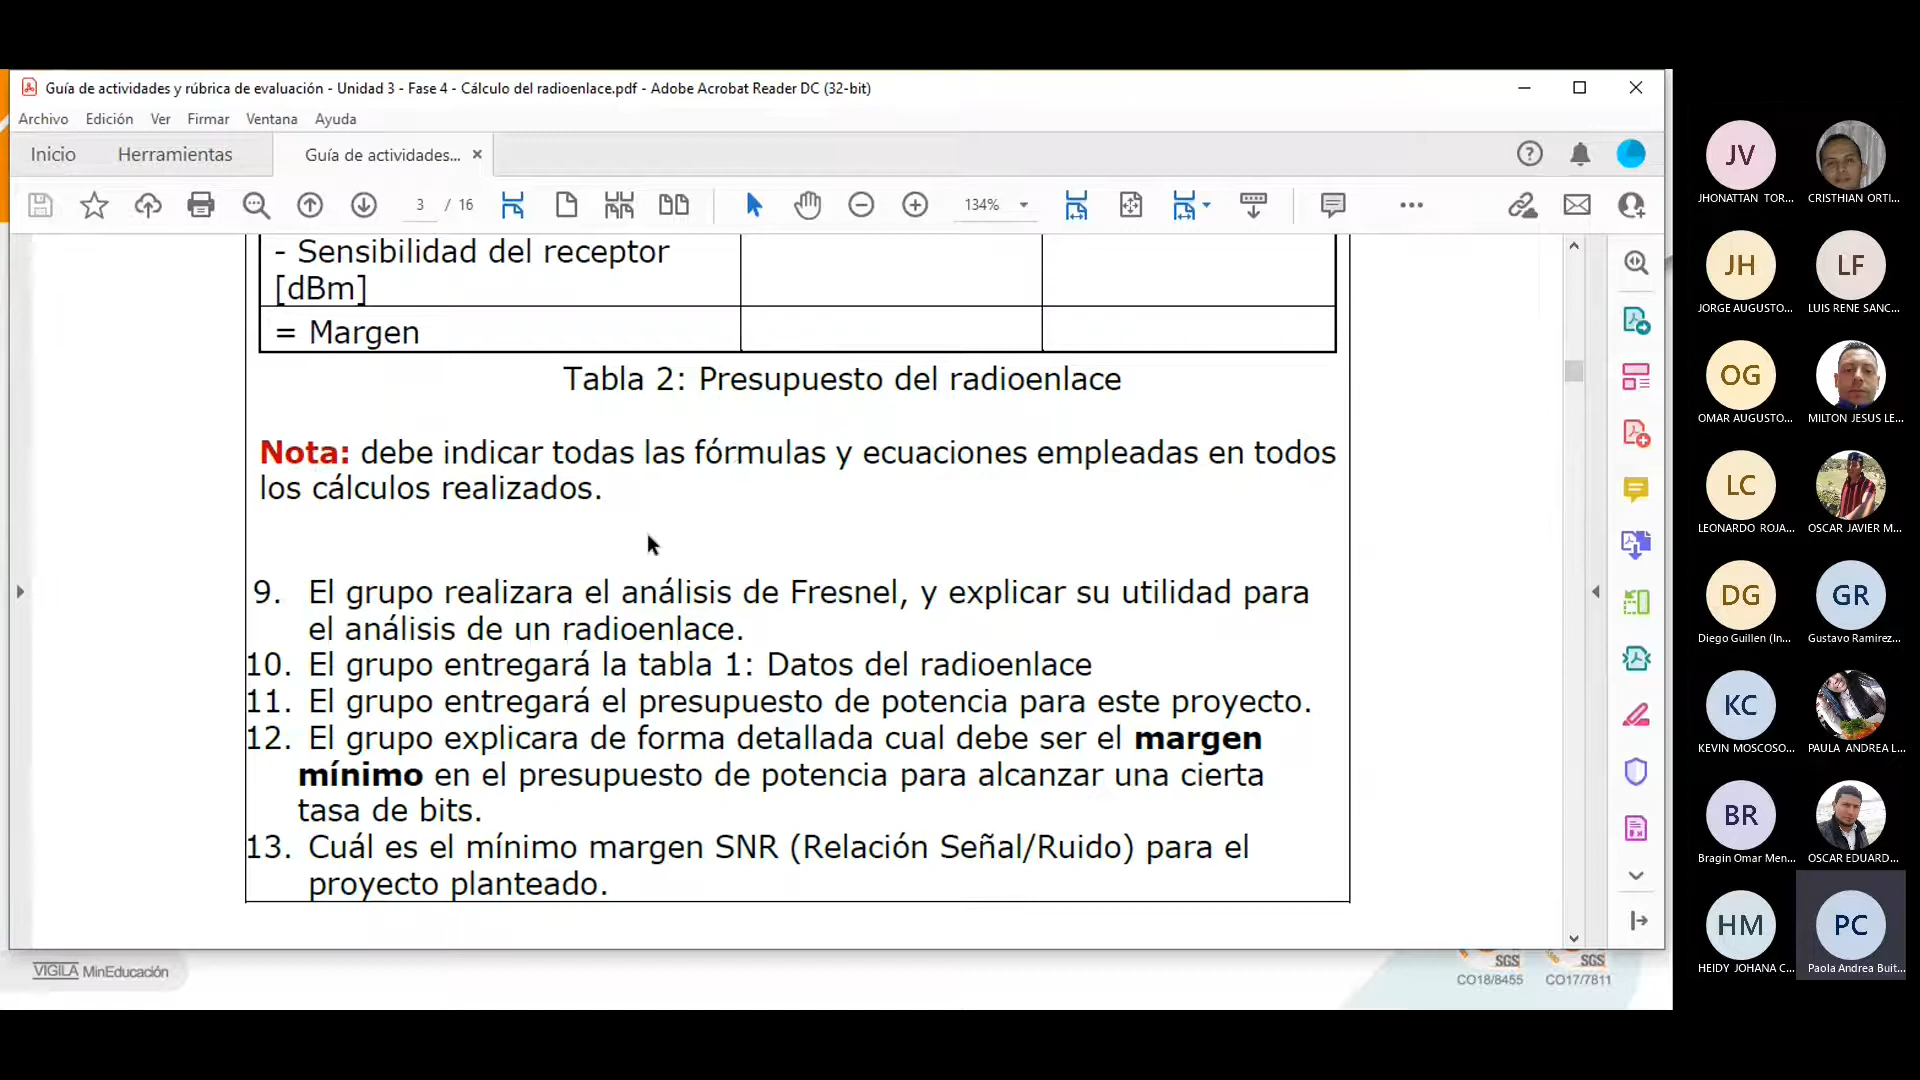 Guía de actividades y rúbrica de evaluación - Unidad 3 - Fase 4 - Cálculo del radioenlace.pdf - Adobe Acrobat Reader DC (32-bit)
Archivo Edición Ver Firmar Ventana Ayuda
Inicio Herramientas Guía de actividades... ×
3 / 16 134%
- Sensibilidad del receptor
[dBm]
= Margen
Tabla 2: Presupuesto del radioenlace
Nota: debe indicar todas las fórmulas y ecuaciones empleadas en todos
los cálculos realizados.
9. El grupo realizara el análisis de Fresnel, y explicar su utilidad para
el análisis de un radioenlace.
10. El grupo entregará la tabla 1: Datos del radioenlace
11. El grupo entregará el presupuesto de potencia para este proyecto.
12. El grupo explicara de forma detallada cual debe ser el margen
mínimo en el presupuesto de potencia para alcanzar una cierta
tasa de bits.
13. Cuál es el mínimo margen SNR (Relación Señal/Ruido) para el
proyecto planteado.
VIGILA MinEducación
SGS SGS
CO18/8455 CO17/7811
JV
JHONATTAN TOR... CRISTHIAN ORTI...
JH LF
JORGE AUGUSTO... LUIS RENE SANC...
OG
OMAR AUGUSTO... MILTON JESUS LE...
LC
LEONARDO ROJA... OSCAR JAVIER M...
DG GR
Diego Guillen (In... Gustavo Ramirez...
KC
KEVIN MOSCOSO... PAULA ANDREA L...
BR
Bragin Omar Men... OSCAR EDUARD...
HM PC
HEIDY JOHANA C... Paola Andrea Buit...